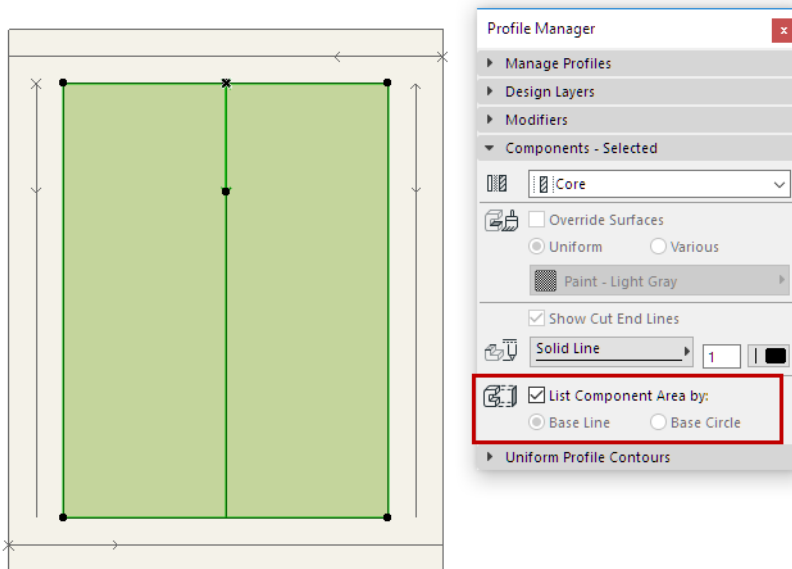 Profile Manager
x
Manage Profiles
Design Layers
Modifiers
Components - Selected
Core
Override Surfaces
Uniform Various
Paint - Light Gray
Show Cut End Lines
Solid Line 1
List Component Area by:
Base Line Base Circle
Uniform Profile Contours